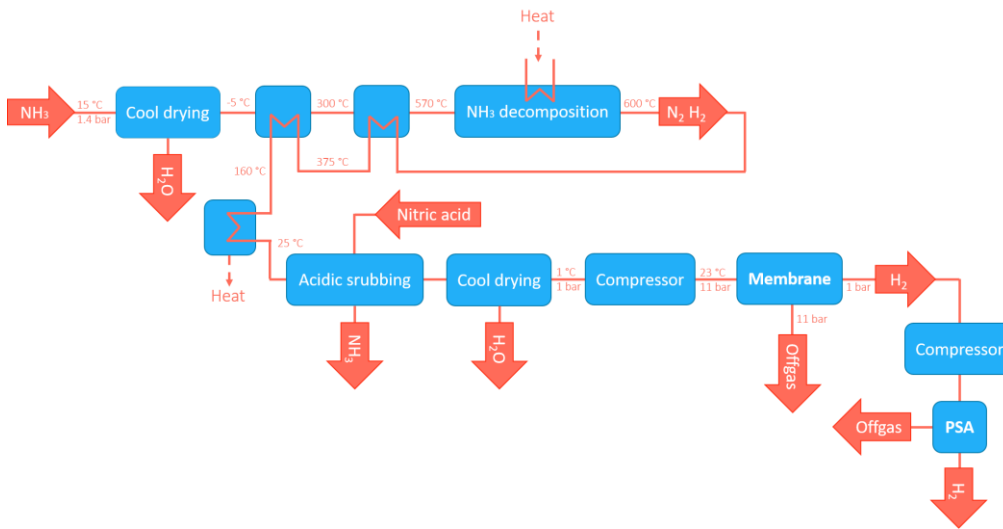 Heat
NH₃
15 °C
1.4 bar
Cool drying
-5 °C
300 °C
570 °C
NH₃ decomposition
600 °C
N₂ H₂
H₂O
160 °C
375 °C
Heat
25 °C
Nitric acid
Acidic srubbing
NH₃
Cool drying
H₂O
1 °C
1 bar
Compressor
23 °C
11 bar
Membrane
11 bar
Offgas
1 bar
H₂
Compressor
Offgas
PSA
H₂